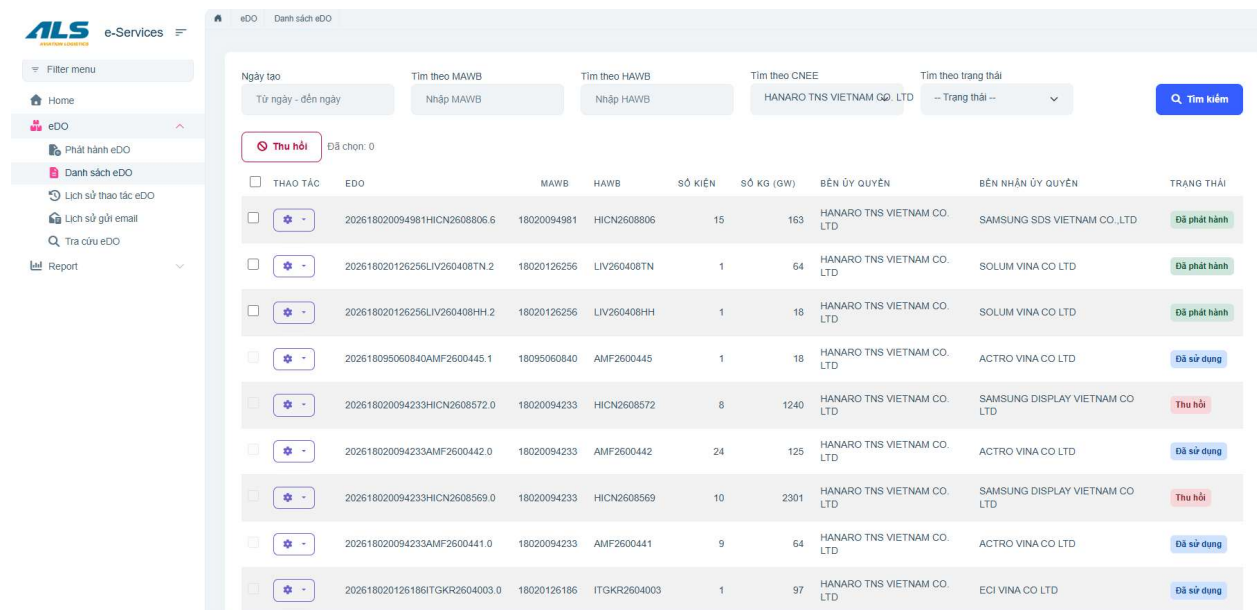 ALS e-Services
AVIATION LOGISTICS
Filter menu
Home
eDO
Phát hành eDO
Danh sách eDO
Lịch sử thao tác eDO
Lịch sử gửi email
Tra cứu eDO
Report
eDO Danh sách eDO
Ngày tạo Tìm theo MAWB Tìm theo HAWB Tìm theo CNEE Tìm theo trạng thái
Từ ngày - đến ngày Nhập MAWB Nhập HAWB HANARO TNS VIETNAM CO. LTD -- Trạng thái -- Tìm kiếm
Thu hồi Đã chọn: 0
THAO TÁC EDO MAWB HAWB SỐ KIỆN SỐ KG (GW) BÊN ỦY QUYỀN BÊN NHẬN ỦY QUYỀN TRẠNG THÁI
202618020094981HICN2608806.6 18020094981 HICN2608806 15 163 HANARO TNS VIETNAM CO. SAMSUNG SDS VIETNAM CO.,LTD Đã phát hành
LTD
202618020126256LIV260408TN.2 18020126256 LIV260408TN 1 64 HANARO TNS VIETNAM CO. SOLUM VINA CO LTD Đã phát hành
LTD
202618020126256LIV260408HH.2 18020126256 LIV260408HH 1 18 HANARO TNS VIETNAM CO. SOLUM VINA CO LTD Đã phát hành
LTD
202618095060840AMF2600445.1 18095060840 AMF2600445 1 18 HANARO TNS VIETNAM CO. ACTRO VINA CO LTD Đã sử dụng
LTD
202618020094233HICN2608572.0 18020094233 HICN2608572 8 1240 HANARO TNS VIETNAM CO. SAMSUNG DISPLAY VIETNAM CO Thu hồi
LTD LTD
202618020094233AMF2600442.0 18020094233 AMF2600442 24 125 HANARO TNS VIETNAM CO. ACTRO VINA CO LTD Đã sử dụng
LTD
202618020094233HICN2608569.0 18020094233 HICN2608569 10 2301 HANARO TNS VIETNAM CO. SAMSUNG DISPLAY VIETNAM CO Thu hồi
LTD LTD
202618020094233AMF2600441.0 18020094233 AMF2600441 9 64 HANARO TNS VIETNAM CO. ACTRO VINA CO LTD Đã sử dụng
LTD
202618020126186ITGKR2604003.0 18020126186 ITGKR2604003 1 97 HANARO TNS VIETNAM CO. ECI VINA CO LTD Đã sử dụng
LTD